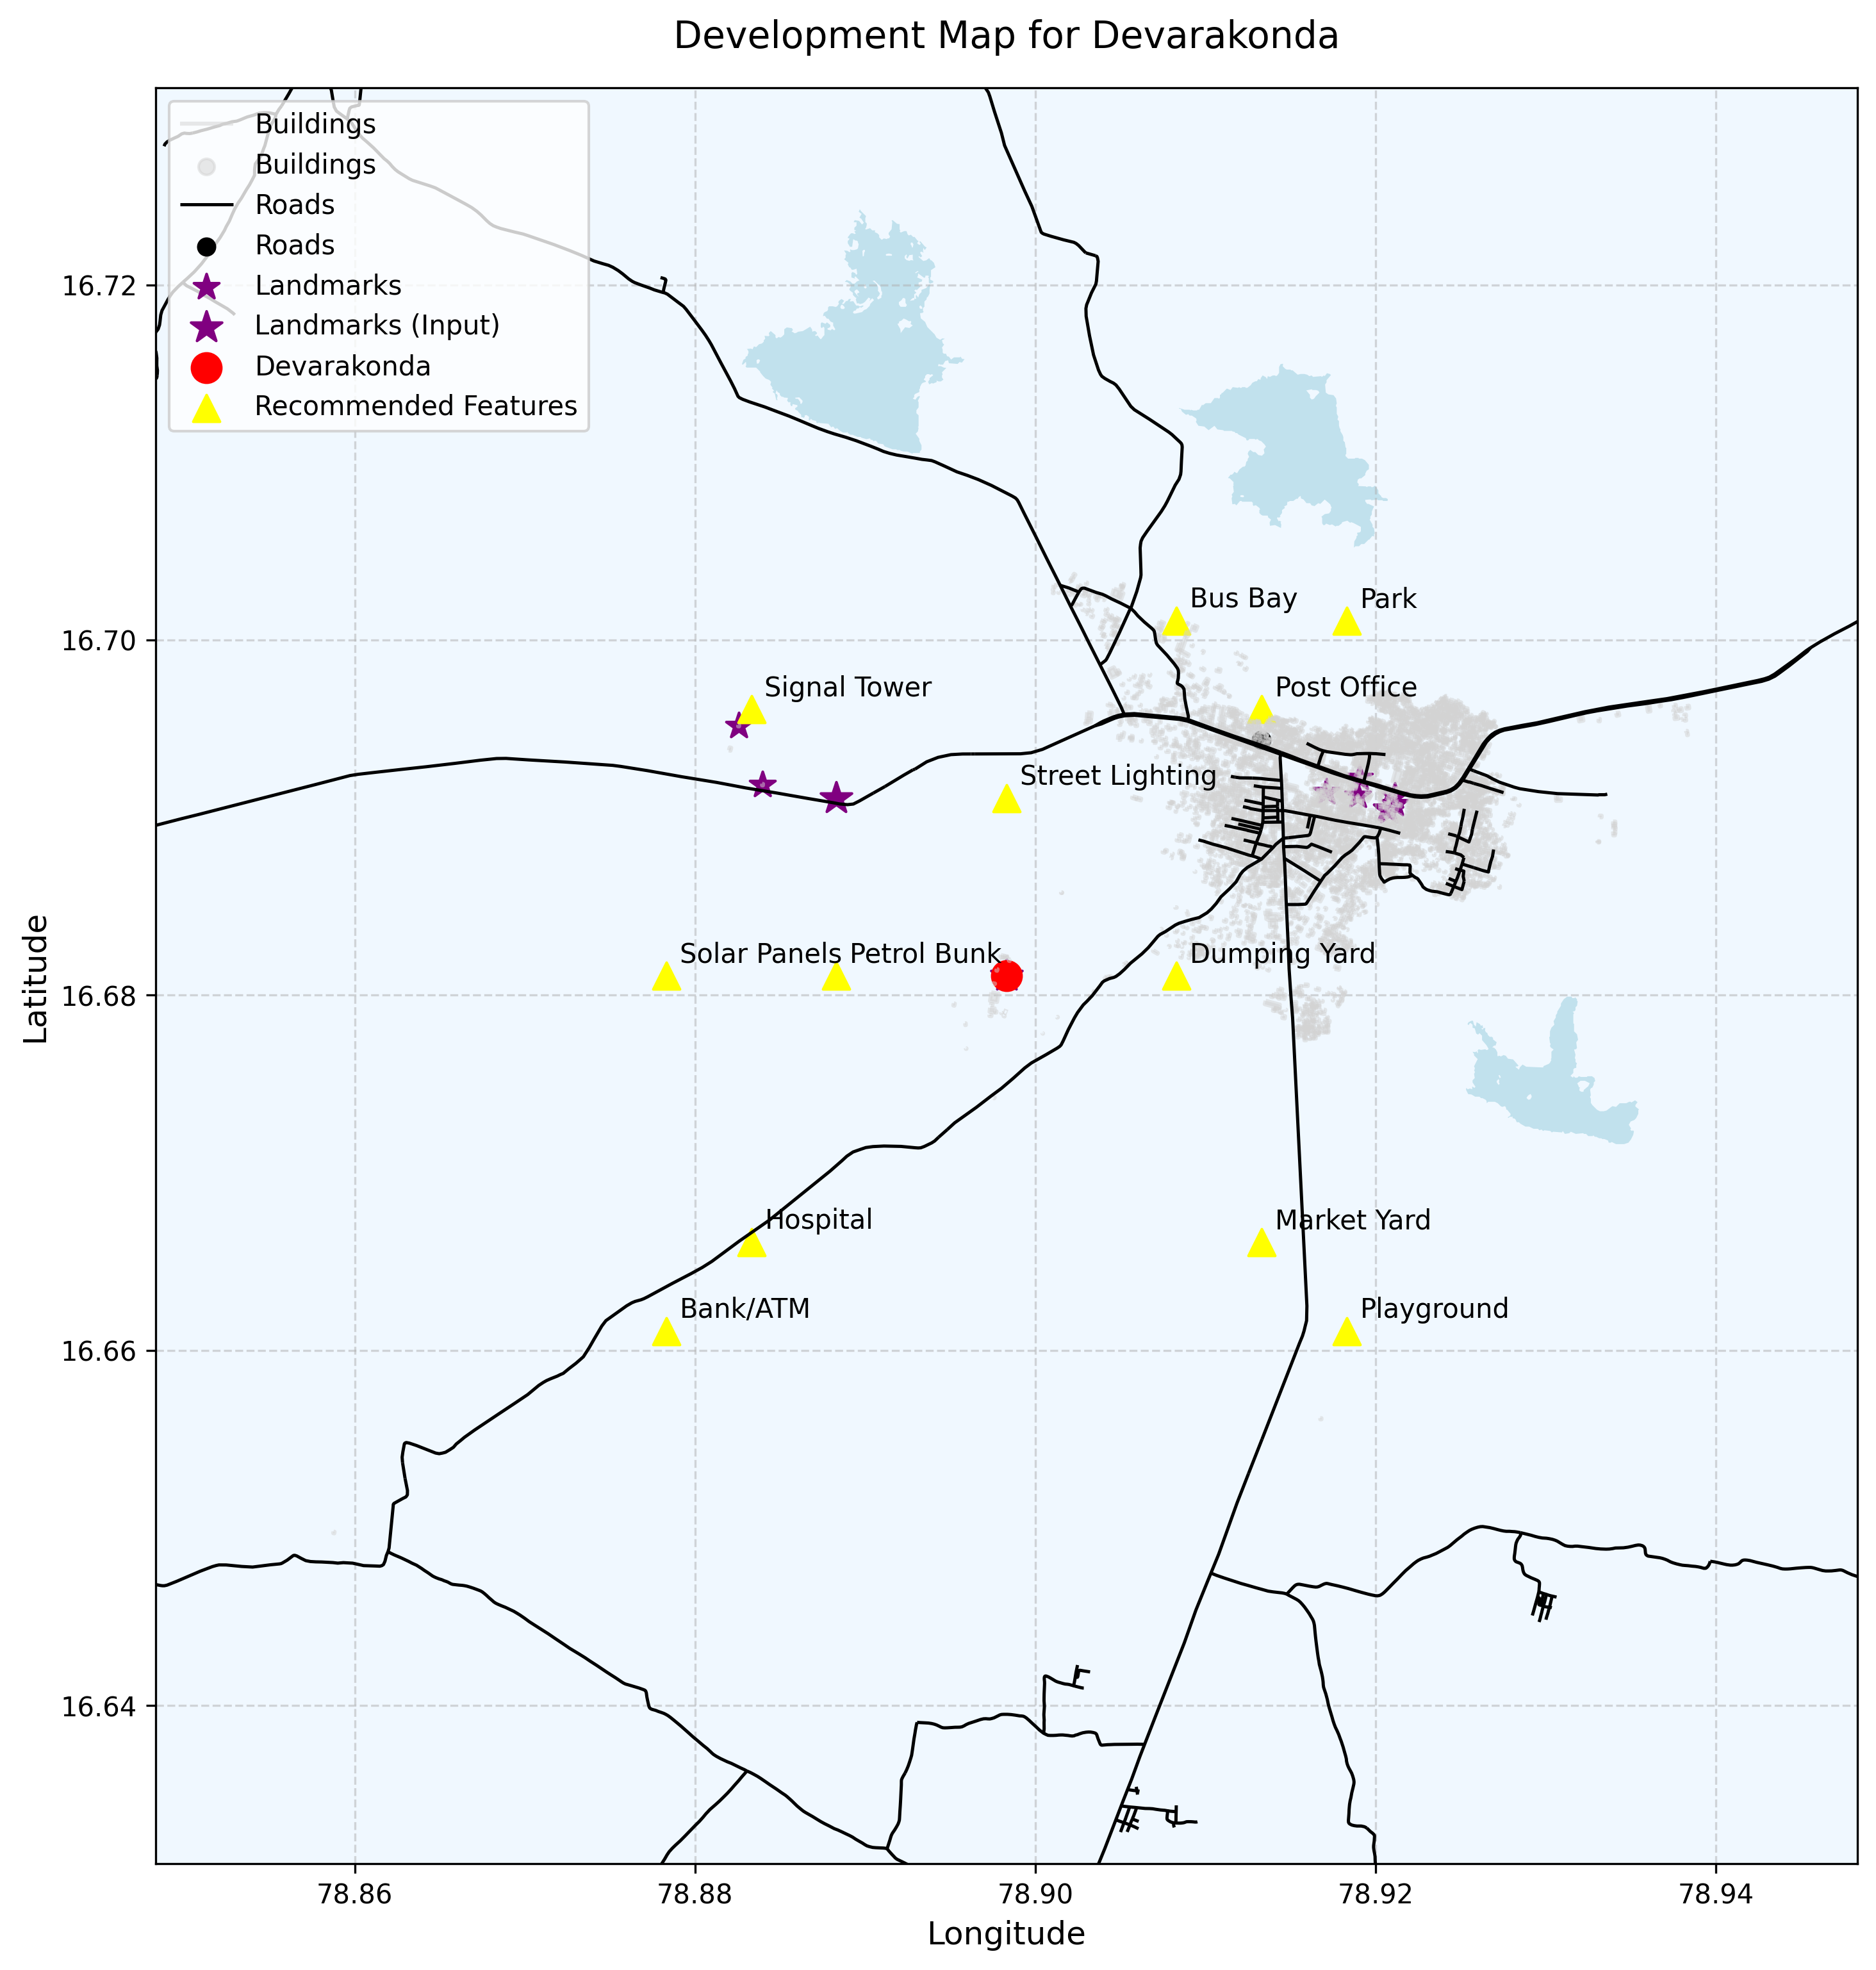 Development Map for Devarakonda
Buildings
Buildings
Roads
Roads
Landmarks
Landmarks (Input)
Devarakonda
Recommended Features
16.72
Bus Bay
Park
16.70
Signal Tower
Post Office
Street Lighting
Solar Panels
Petrol Bunk
Dumping Yard
16.68
Hospital
Market Yard
Bank/ATM
Playground
16.66
16.64
Latitude
78.86
78.88
78.90
78.92
78.94
Longitude